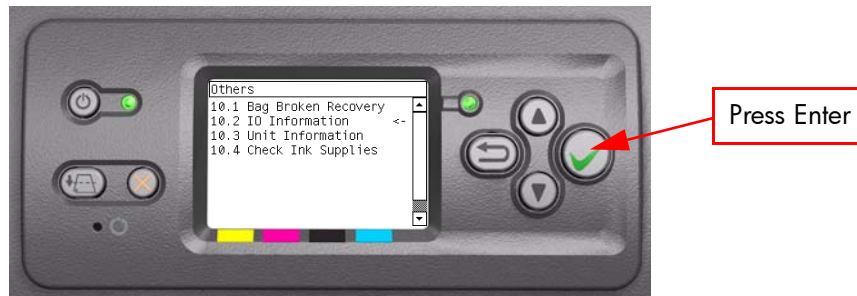 Others
10.1 Bag Broken Recovery
10.2 IO Information <-
10.3 Unit Information
10.4 Check Ink Supplies
Press Enter